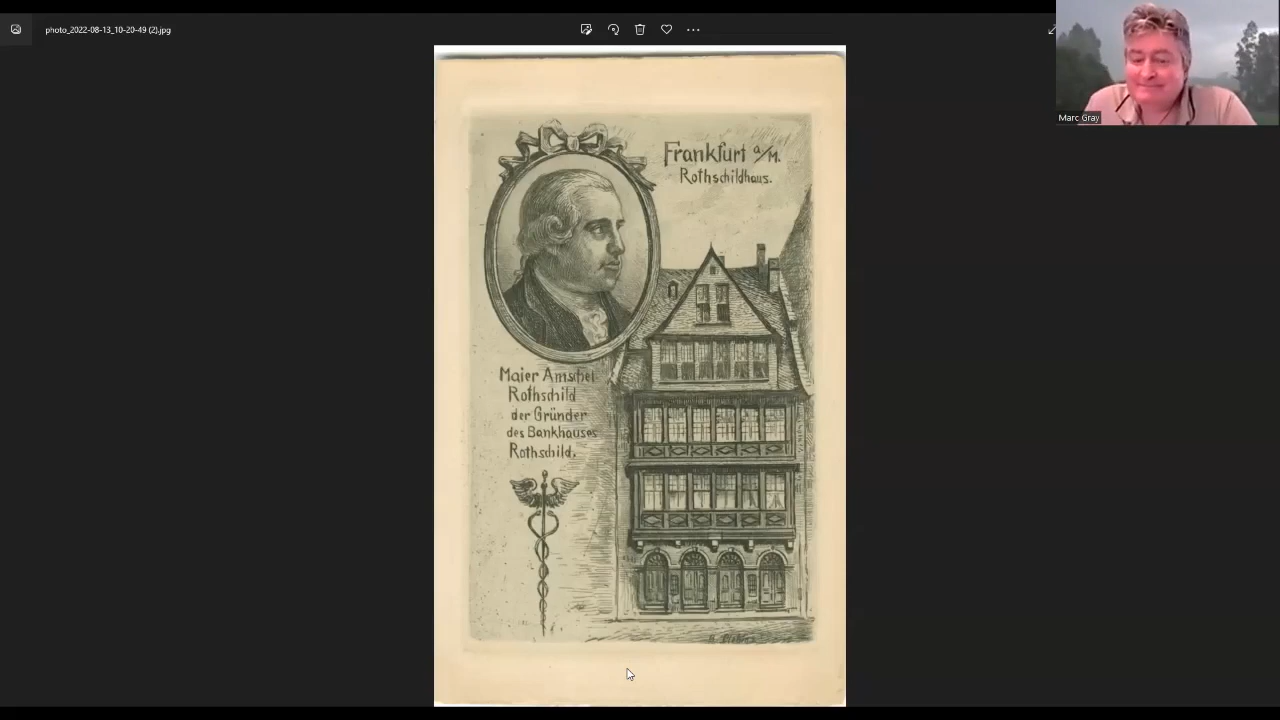 photo_2022-08-13_10-20-49 (2).jpg
Marc Gray
Frankfurt a/M.
Rothschildhaus.
Maier Amschel
Rothschild
der Gründer
des Bankhauses
Rothschild.